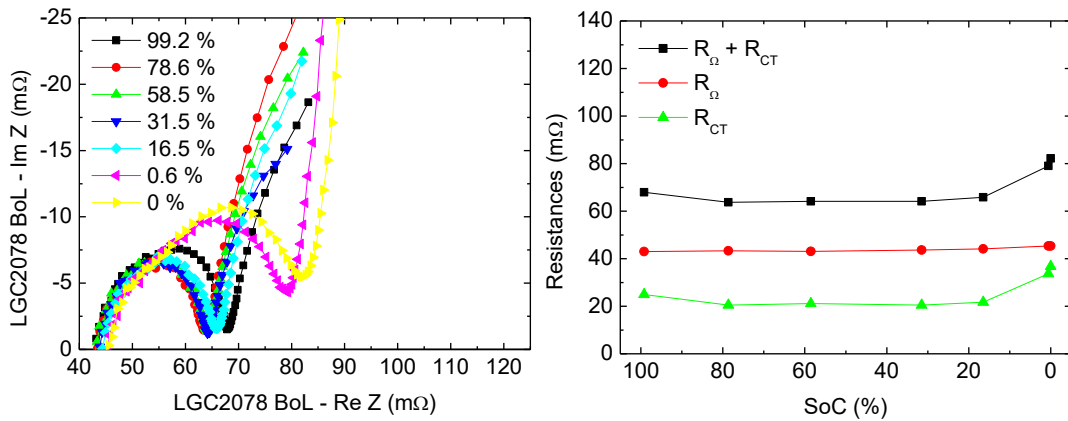 -25
-20
-15
-10
-5
0
LGC2078 BoL - Im Z (mΩ)
99.2 %
78.6 %
58.5 %
31.5 %
16.5 %
0.6 %
0 %
40 50 60 70 80 90 100 110 120
LGC2078 BoL - Re Z (mΩ)
140
120
100
80
60
40
20
0
Resistances (mΩ)
RΩ + RCT
RΩ
RCT
100 80 60 40 20 0
SoC (%)